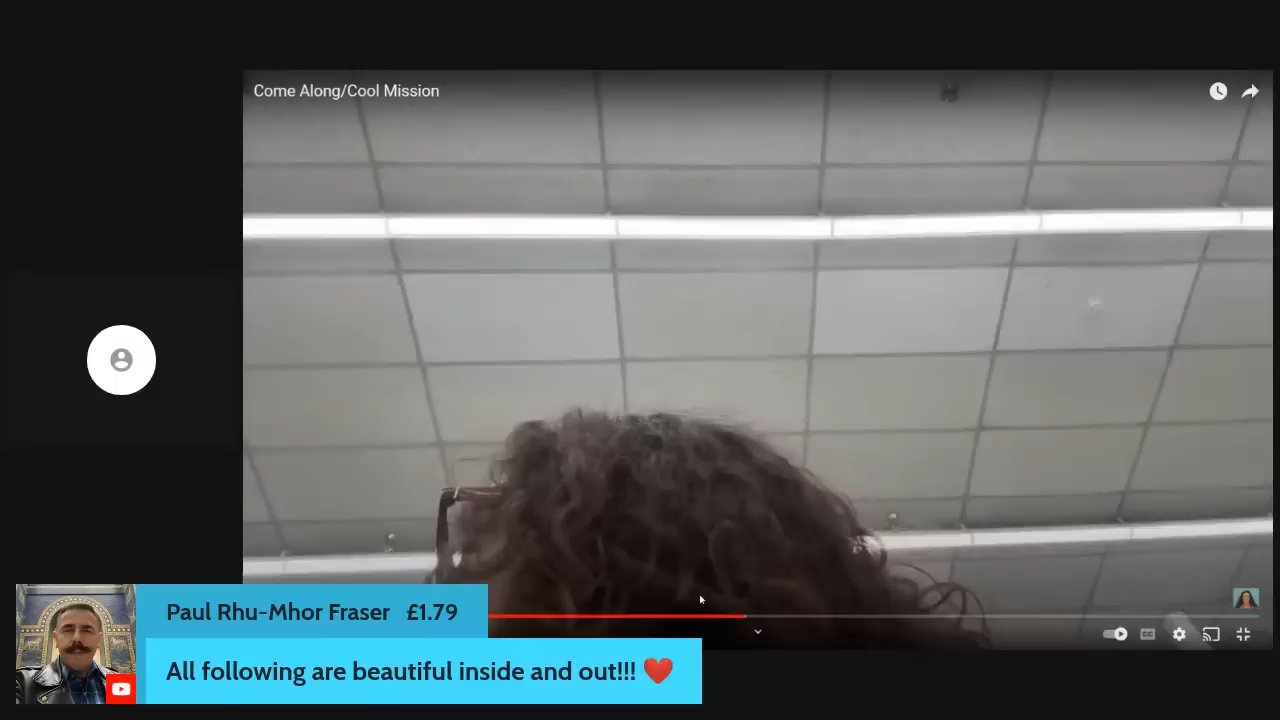 Come Along/Cool Mission
Paul Rhu-Mhor Fraser £1.79
All following are beautiful inside and out!!! ❤️